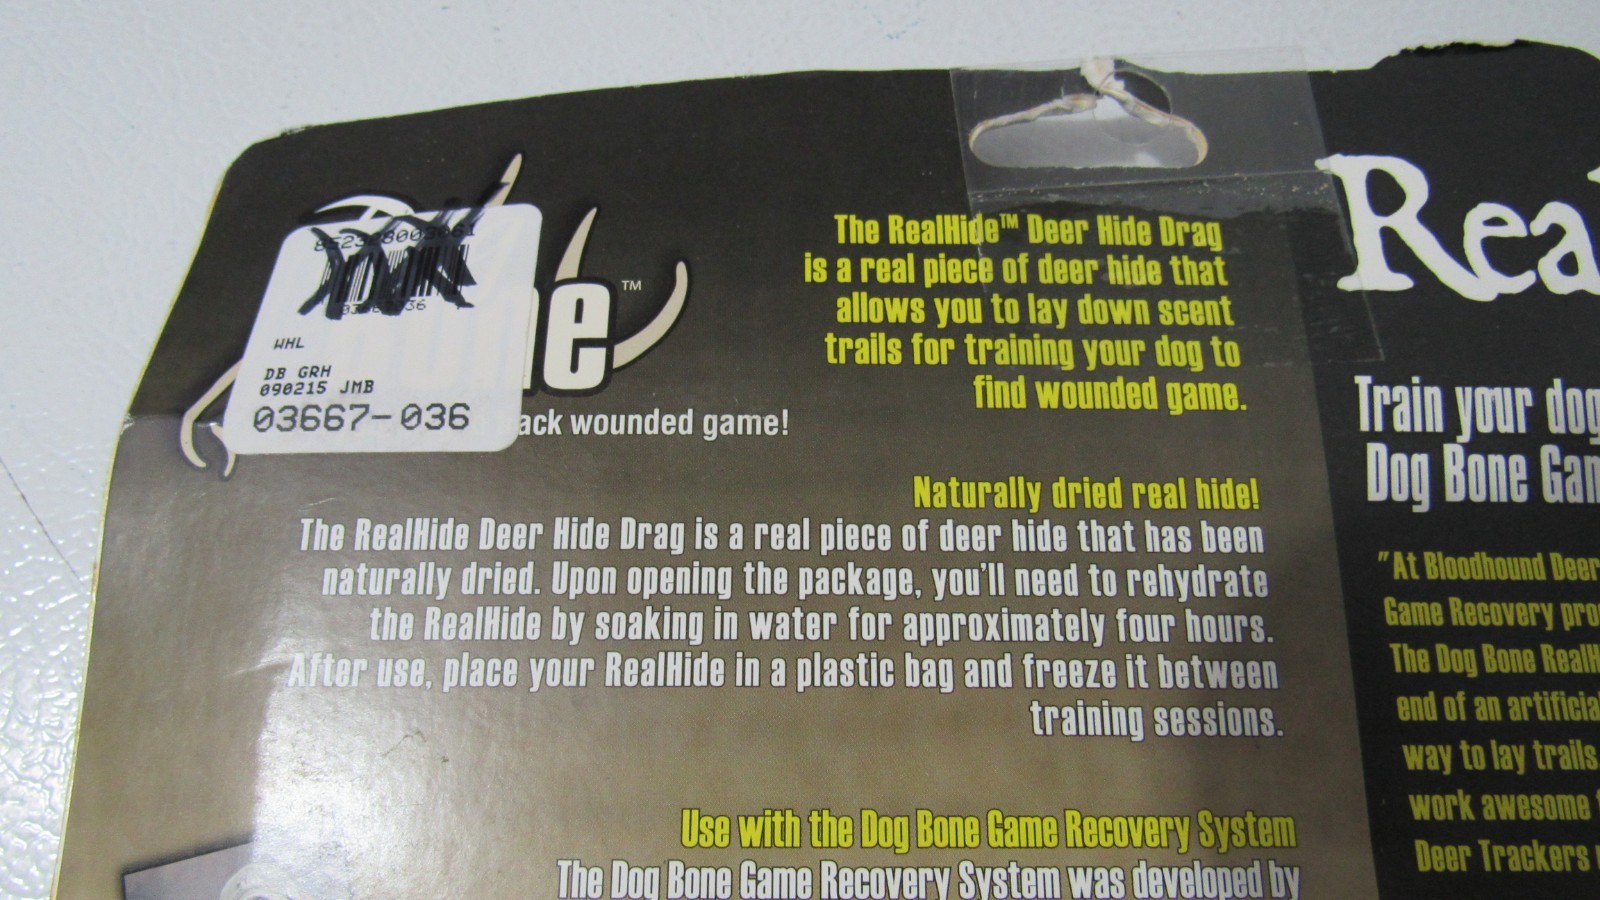 852328003061
WHL
DB GRH
090215 JMB
03667-036
ne™
ack wounded game!
The RealHide™ Deer Hide Drag
is a real piece of deer hide that
allows you to lay down scent
trails for training your dog to
find wounded game.
Naturally dried real hide!
The RealHide Deer Hide Drag is a real piece of deer hide that has been
naturally dried. Upon opening the package, you'll need to rehydrate
the RealHide by soaking in water for approximately four hours.
After use, place your RealHide in a plastic bag and freeze it between
training sessions.
Use with the Dog Bone Game Recovery System
The Dog Bone Game Recovery System was developed by
Rea
Train your dog
Dog Bone Gam
"At Bloodhound Deer
Game Recovery pro
The Dog Bone RealH
end of an artificial
way to lay trails.
work awesome
Deer Trackers